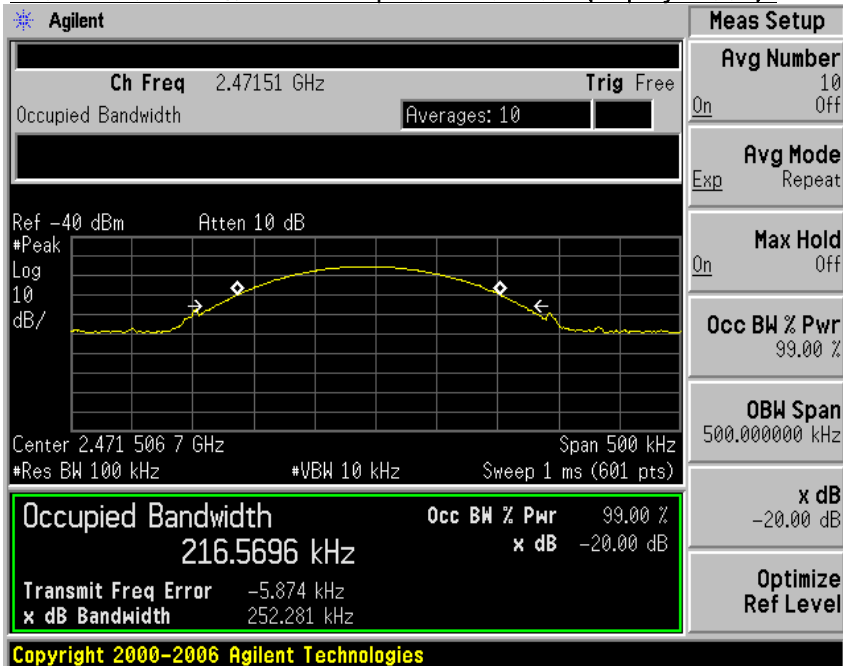 Agilent
Meas Setup
Ch Freq 2.47151 GHz Trig Free
Occupied Bandwidth Averages: 10
Ref -40 dBm Atten 10 dB
#Peak
Log
10
dB/
Center 2.471 506 7 GHz Span 500 kHz
#Res BW 100 kHz #VBW 10 kHz Sweep 1 ms (601 pts)
Occupied Bandwidth Occ BW % Pwr 99.00 %
216.5696 kHz x dB -20.00 dB
Transmit Freq Error -5.874 kHz
x dB Bandwidth 252.281 kHz
Avg Number
10
On Off
Avg Mode
Exp Repeat
Max Hold
On Off
Occ BW % Pwr
99.00 %
OBW Span
500.000000 kHz
x dB
-20.00 dB
Optimize
Ref Level
Copyright 2000-2006 Agilent Technologies